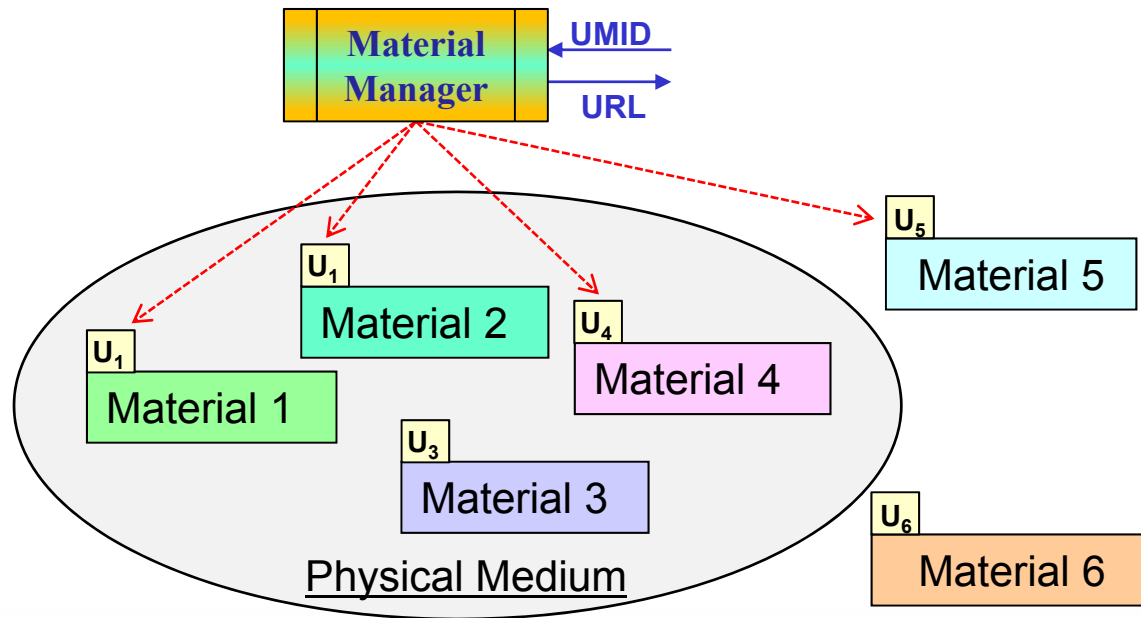 Material
Manager
UMID
URL
U5
Material 5
U1
Material 2
U1
Material 1
U4
Material 4
U3
Material 3
U6
Material 6
Physical Medium